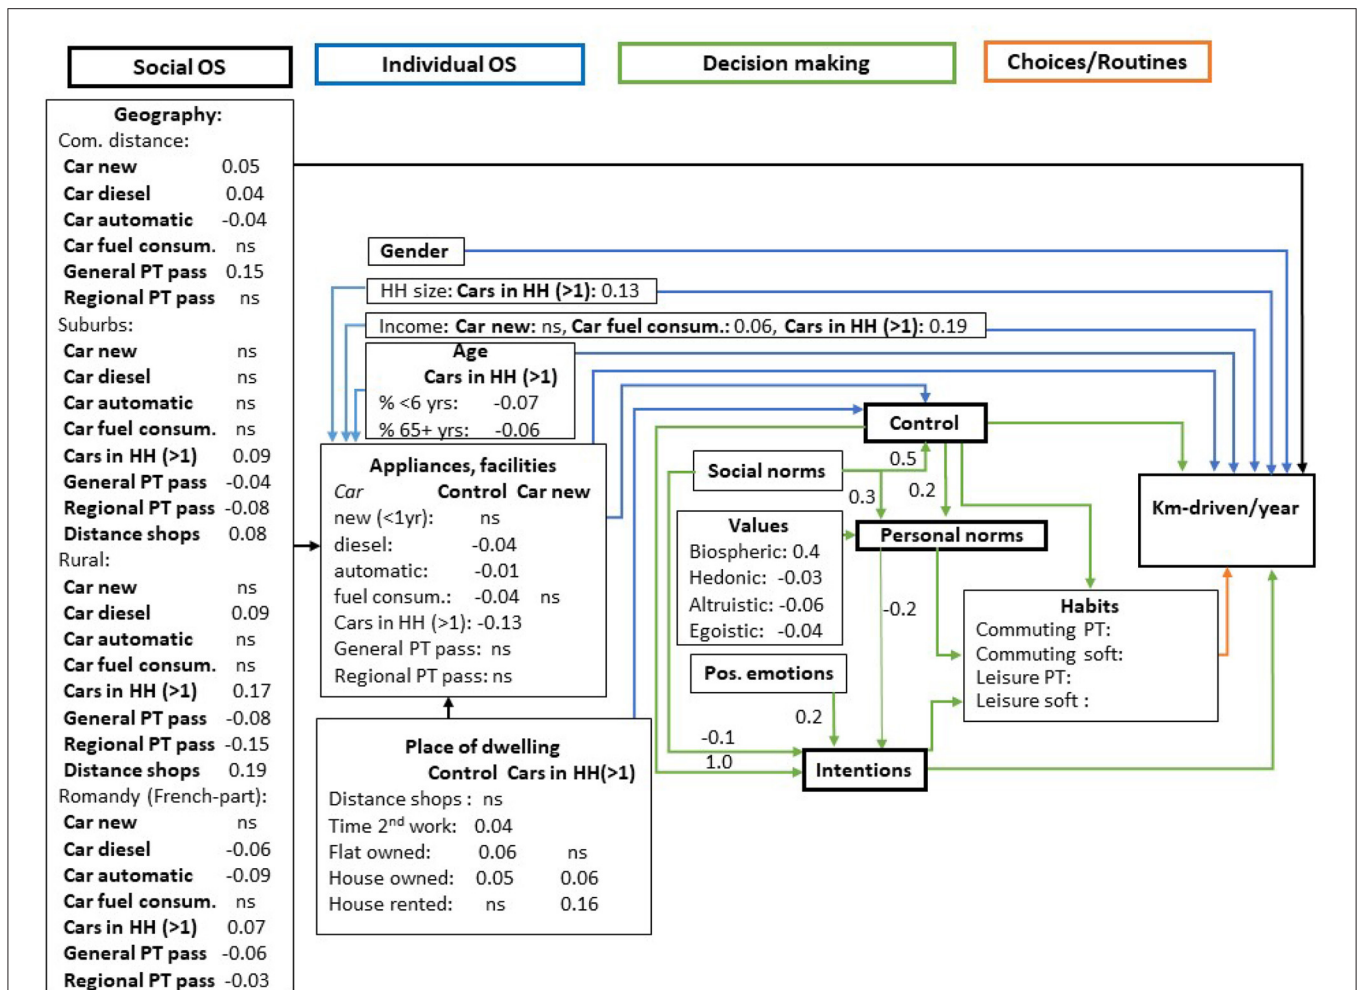 Social OS
Individual OS
Decision making
Choices/Routines
Geography:
Com. distance:
Car new 0.05
Car diesel 0.04
Car automatic -0.04
Car fuel consum. ns
General PT pass 0.15
Regional PT pass ns
Suburbs:
Car new ns
Car diesel ns
Car automatic ns
Car fuel consum. ns
Cars in HH (>1) 0.09
General PT pass -0.04
Regional PT pass -0.08
Distance shops 0.08
Rural:
Car new ns
Car diesel 0.09
Car automatic ns
Car fuel consum. ns
Cars in HH (>1) 0.17
General PT pass -0.08
Regional PT pass -0.15
Distance shops 0.19
Romandy (French-part):
Car new ns
Car diesel -0.06
Car automatic -0.09
Car fuel consum. ns
Cars in HH (>1) 0.07
General PT pass -0.06
Regional PT pass -0.03
Gender
HH size: Cars in HH (>1): 0.13
Income: Car new: ns, Car fuel consum.: 0.06, Cars in HH (>1): 0.19
Age
Cars in HH (>1)
% <6 yrs: -0.07
% 65+ yrs: -0.06
Appliances, facilities
Car Control Car new
new (<1yr): ns
diesel: -0.04
automatic: -0.01
fuel consum.: -0.04 ns
Cars in HH (>1): -0.13
General PT pass: ns
Regional PT pass: ns
Place of dwelling
Control Cars in HH(>1)
Distance shops : ns
Time 2nd work: 0.04
Flat owned: 0.06 ns
House owned: 0.05 0.06
House rented: ns 0.16
Control
Social norms
0.5
0.3
0.2
Values
Biospheric: 0.4
Hedonic: -0.03
Altruistic: -0.06
Egoistic: -0.04
Personal norms
-0.2
Pos. emotions
0.2
-0.1
1.0
Intentions
Habits
Commuting PT:
Commuting soft:
Leisure PT:
Leisure soft :
Km-driven/year